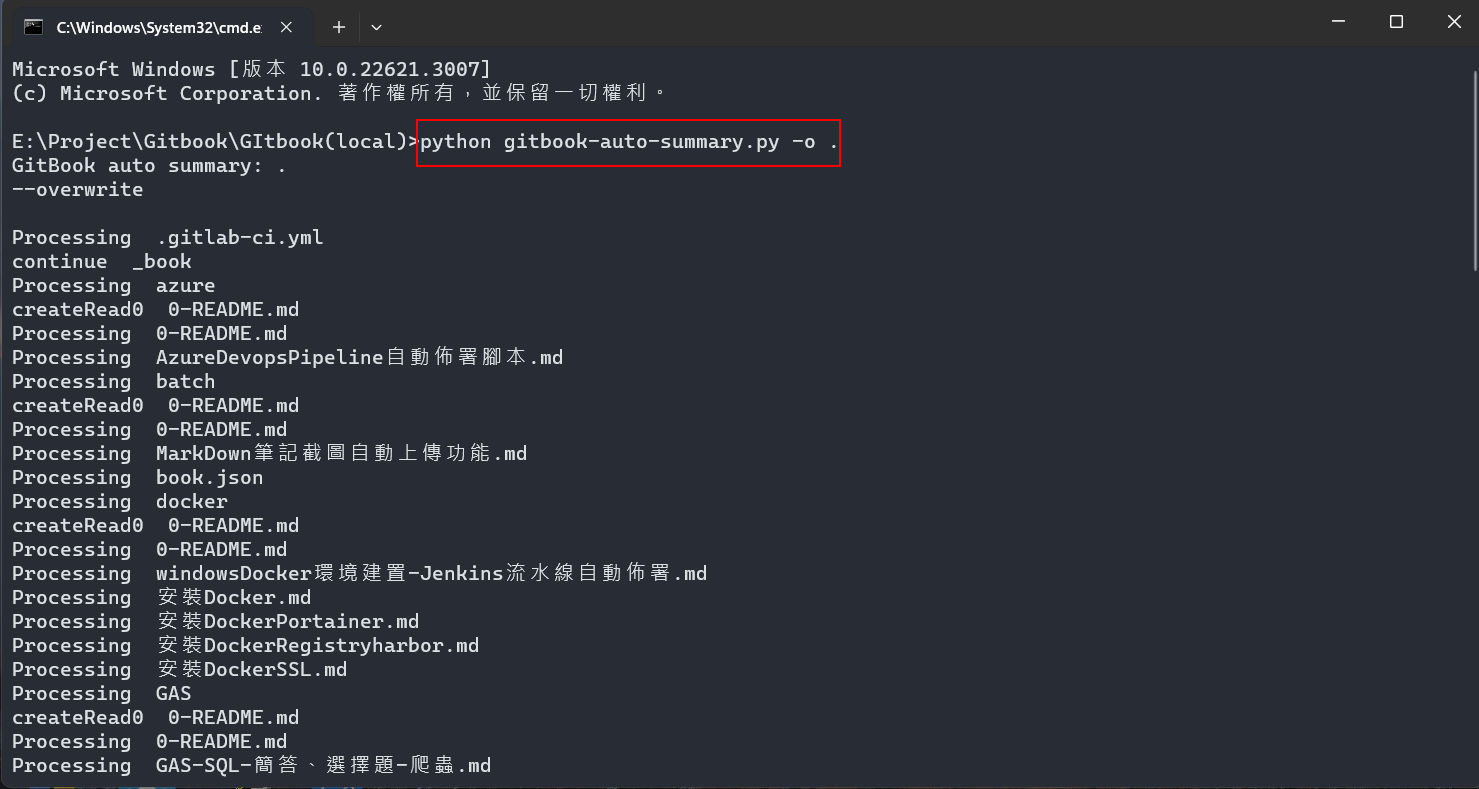 C:\Windows\System32\cmd.e
Microsoft Windows [版本 10.0.22621.3007]
(c) Microsoft Corporation. 著作權所有，並保留一切權利。
E:\Project\Gitbook\GItbook(local)>python gitbook-auto-summary.py -o .
GitBook auto summary: .
--overwrite
Processing  .gitlab-ci.yml
continue  _book
Processing  azure
createRead0  0-README.md
Processing  0-README.md
Processing  AzureDevopsPipeline自動佈署腳本.md
Processing  batch
createRead0  0-README.md
Processing  0-README.md
Processing  MarkDown筆記截圖自動上傳功能.md
Processing  book.json
Processing  docker
createRead0  0-README.md
Processing  0-README.md
Processing  windowsDocker環境建置-Jenkins流水線自動佈署.md
Processing  安裝Docker.md
Processing  安裝DockerPortainer.md
Processing  安裝DockerRegistryharbor.md
Processing  安裝DockerSSL.md
Processing  GAS
createRead0  0-README.md
Processing  0-README.md
Processing  GAS-SQL-簡答、選擇題-爬蟲.md